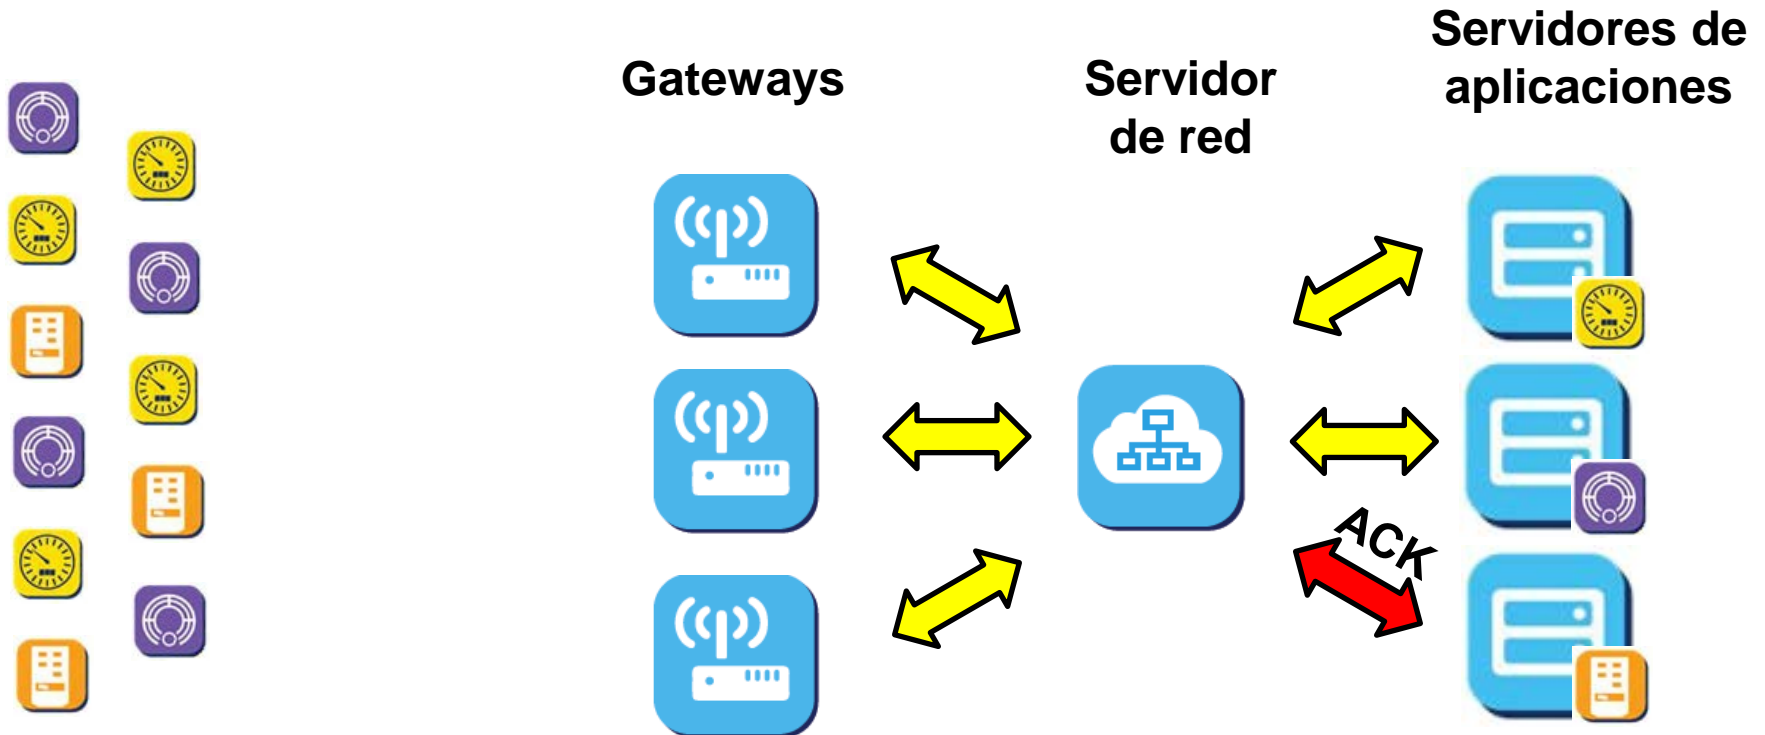 Gateways
Servidor
de red
Servidores de
aplicaciones
ACK